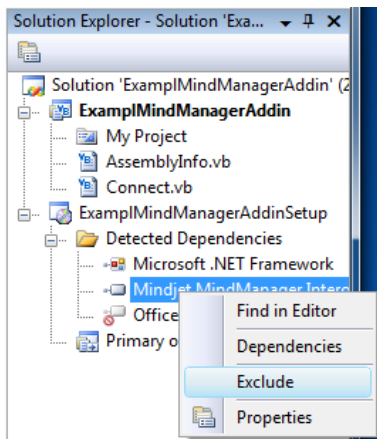 Solution Explorer - Solution 'Exa...
Solution 'ExamplMindManagerAddin' (2
ExamplMindManagerAddin
My Project
AssemblyInfo.vb
Connect.vb
ExamplMindManagerAddinSetup
Detected Dependencies
Microsoft .NET Framework
Mindjet.MindManager.Interc
Office
Find in Editor
Primary o
Dependencies
Exclude
Properties